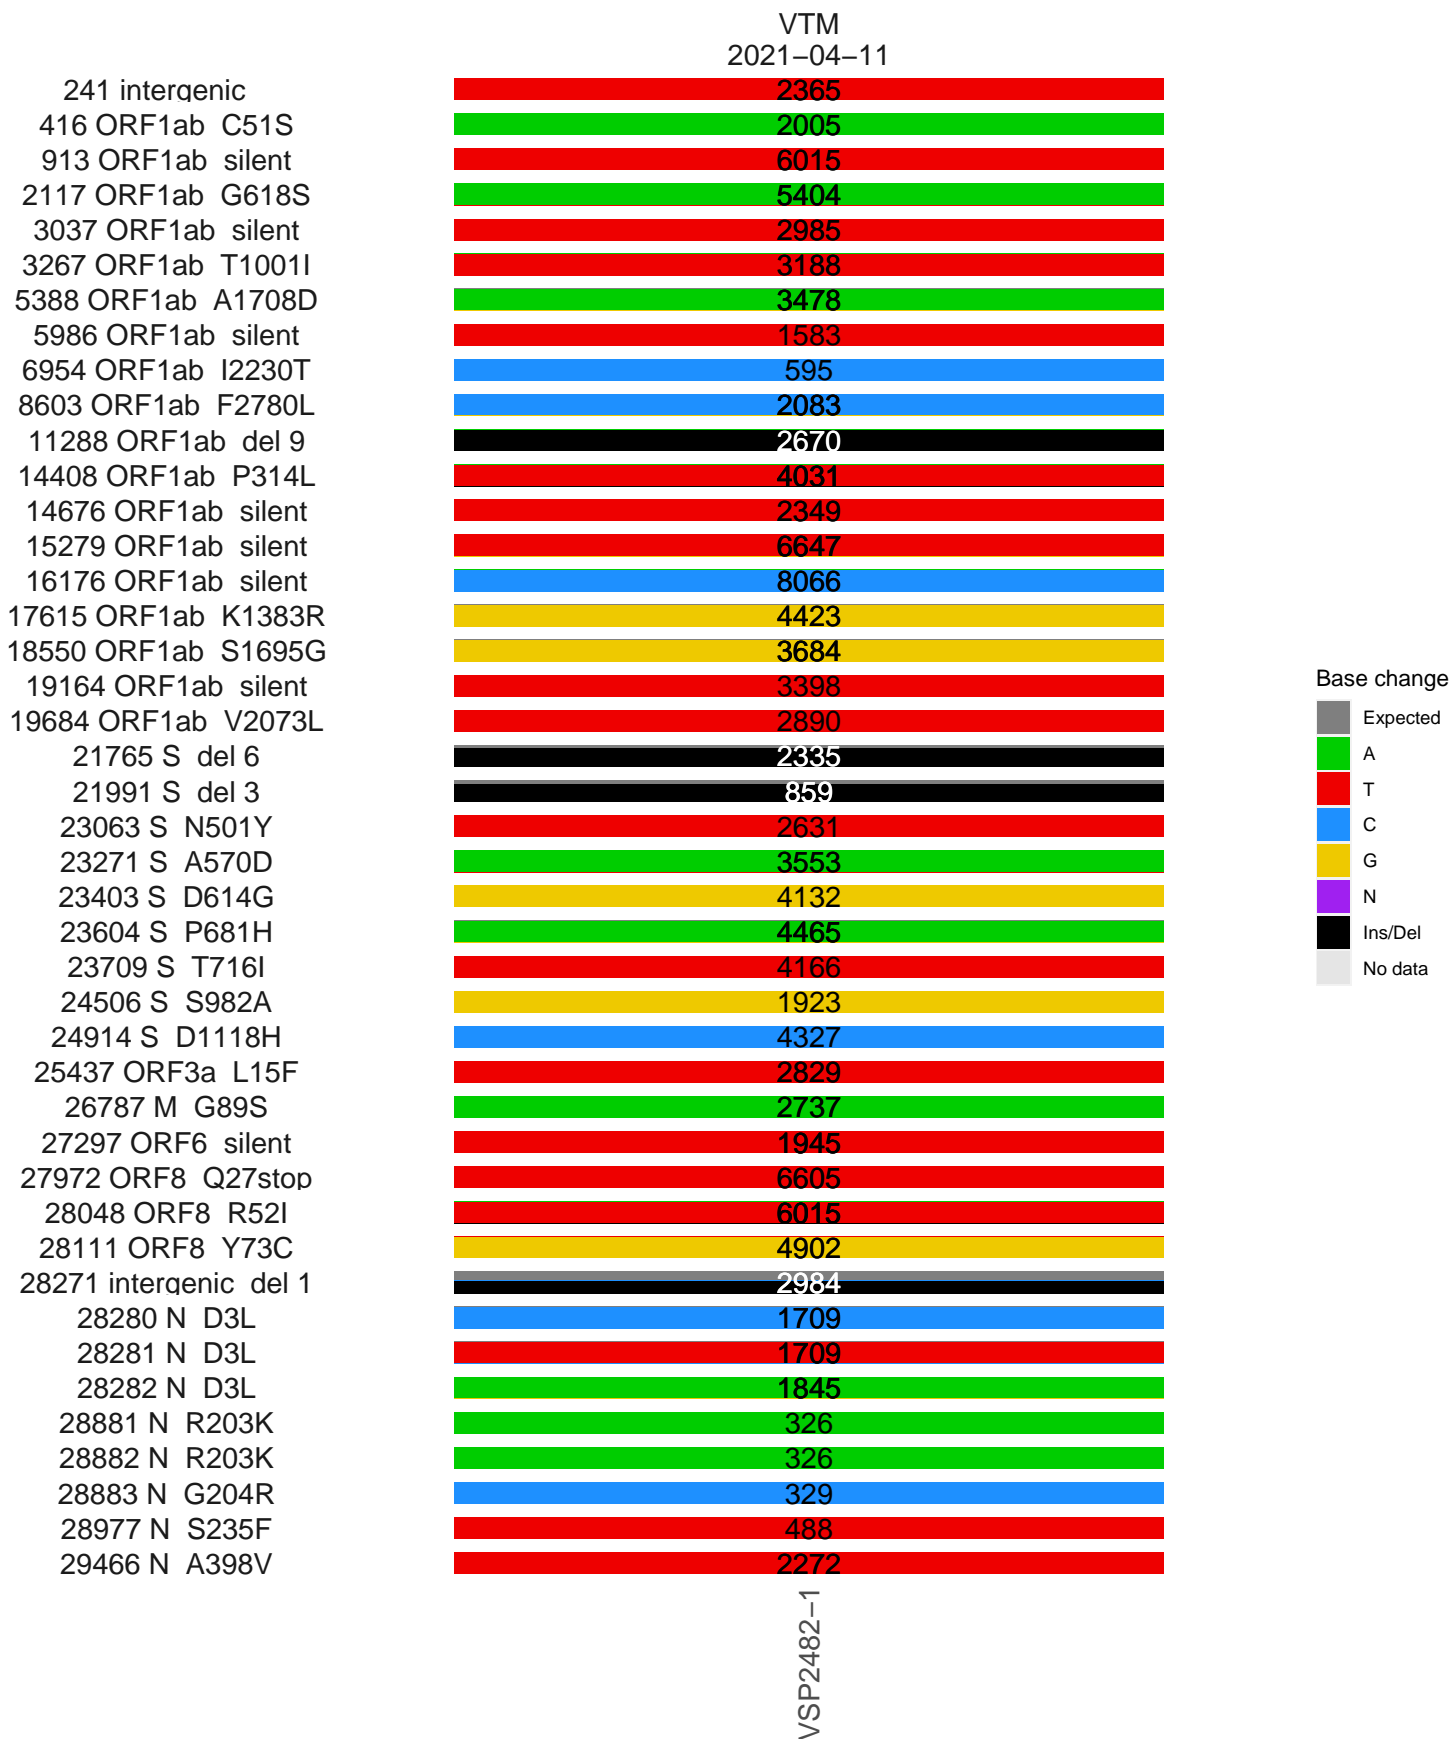 VTM
2021−04−11
241 intergenic 2365
416 ORF1ab C51S 2005
913 ORF1ab silent 6015
2117 ORF1ab G618S 5404
3037 ORF1ab silent 2985
3267 ORF1ab T1001I 3188
5388 ORF1ab A1708D 3478
5986 ORF1ab silent 1583
6954 ORF1ab I2230T 595
8603 ORF1ab F2780L 2083
11288 ORF1ab del 9 2670
14408 ORF1ab P314L 4031
14676 ORF1ab silent 2349
15279 ORF1ab silent 6647
16176 ORF1ab silent 8066
17615 ORF1ab K1383R 4423
18550 ORF1ab S1695G 3684
19164 ORF1ab silent 3398
19684 ORF1ab V2073L 2890
21765 S del 6 2335
21991 S del 3 859
23063 S N501Y 2631
23271 S A570D 3553
23403 S D614G 4132
23604 S P681H 4465
23709 S T716I 4166
24506 S S982A 1923
24914 S D1118H 4327
25437 ORF3a L15F 2829
26787 M G89S 2737
27297 ORF6 silent 1945
27972 ORF8 Q27stop 6605
28048 ORF8 R52I 6015
28111 ORF8 Y73C 4902
28271 intergenic del 1 2984
28280 N D3L 1709
28281 N D3L 1709
28282 N D3L 1845
28881 N R203K 326
28882 N R203K 326
28883 N G204R 329
28977 N S235F 488
29466 N A398V 2272
VSP2482−1
Base change
Expected
A
T
C
G
N
Ins/Del
No data